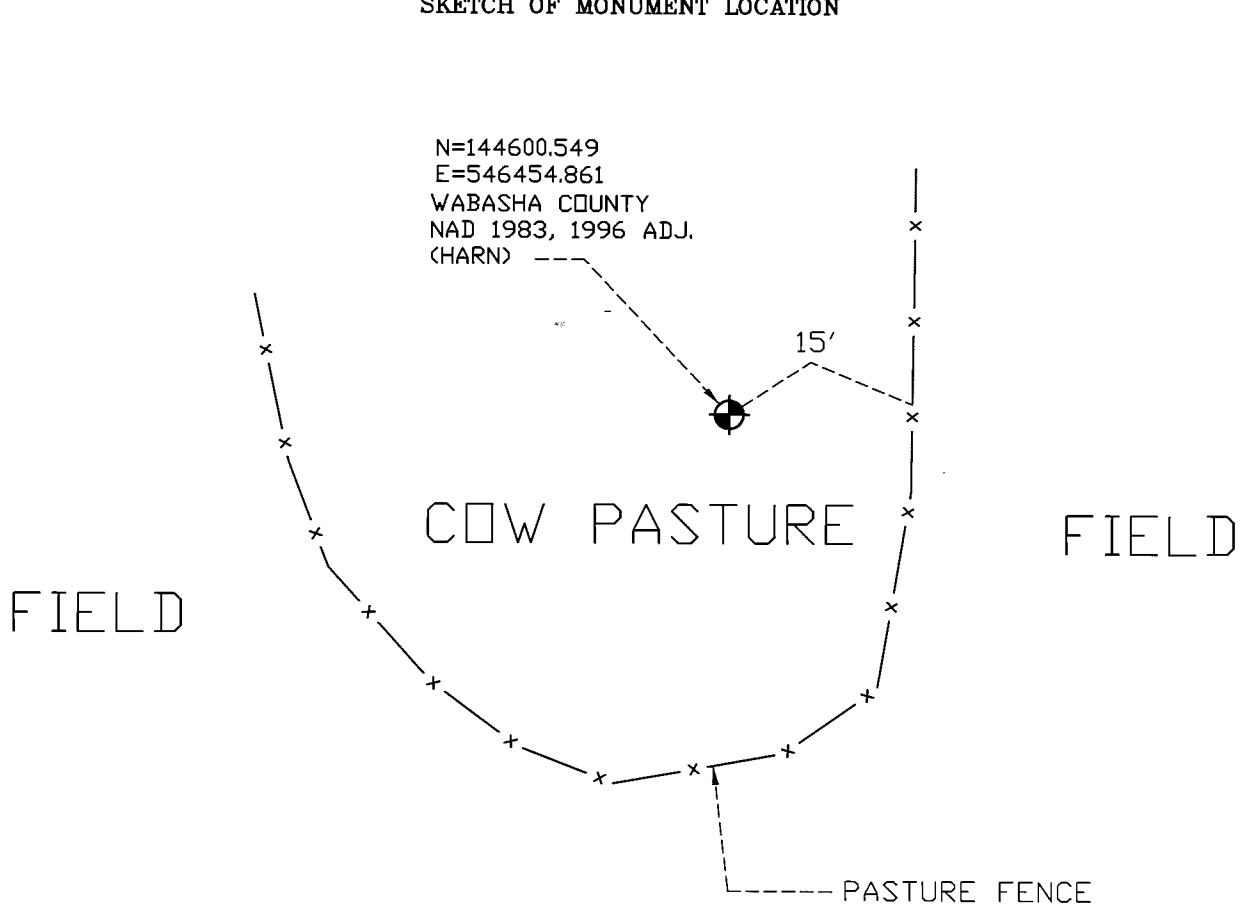 SKETCH OF MONUMENT LOCATION
N=144600.549
E=546454.861
WABASHA COUNTY
NAD 1983, 1996 ADJ.
(HARN)
15'
COW PASTURE
FIELD
FIELD
PASTURE FENCE